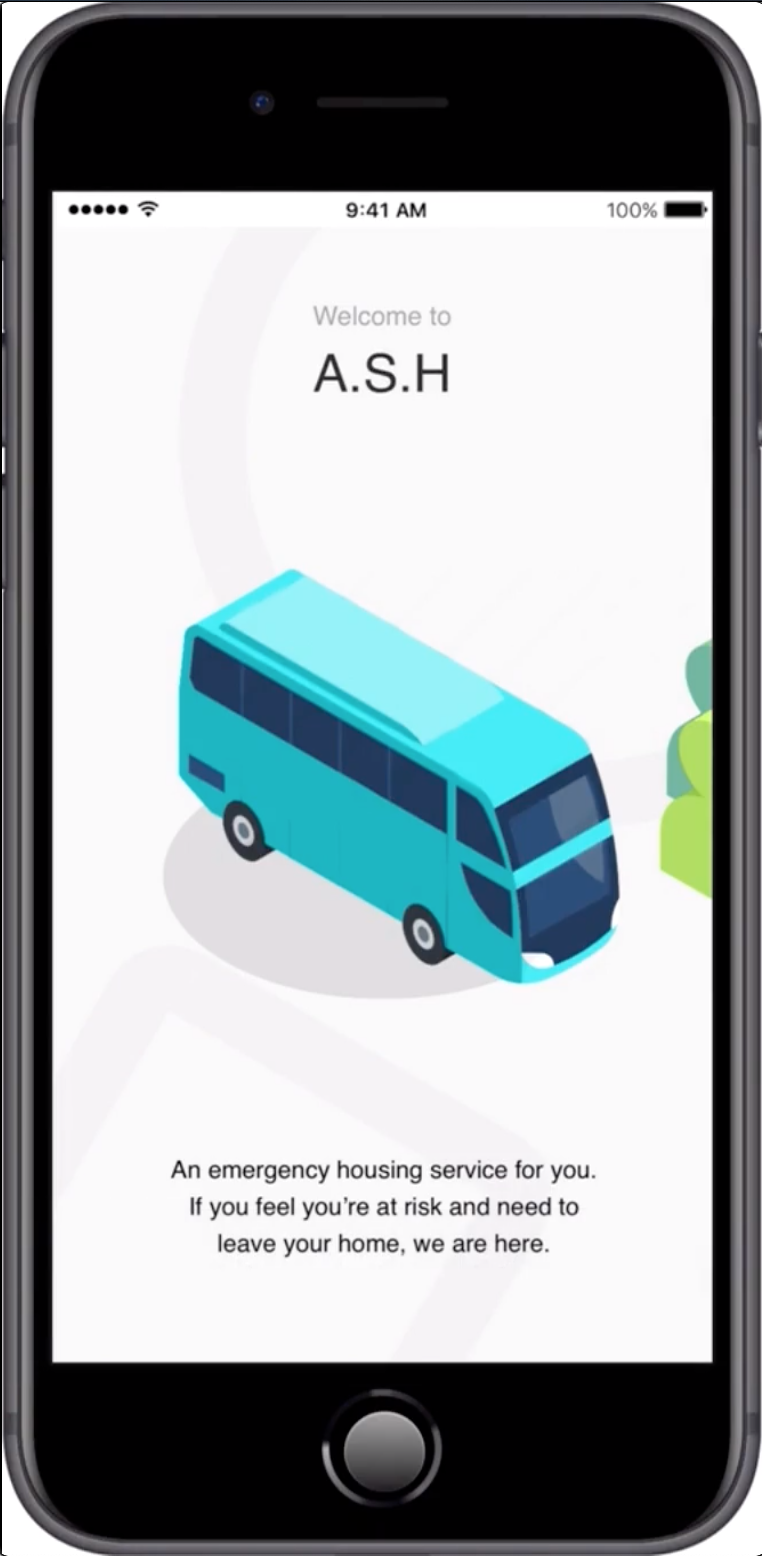 9:41 AM
100%
Welcome to
A.S.H
An emergency housing service for you.
If you feel you’re at risk and need to
leave your home, we are here.